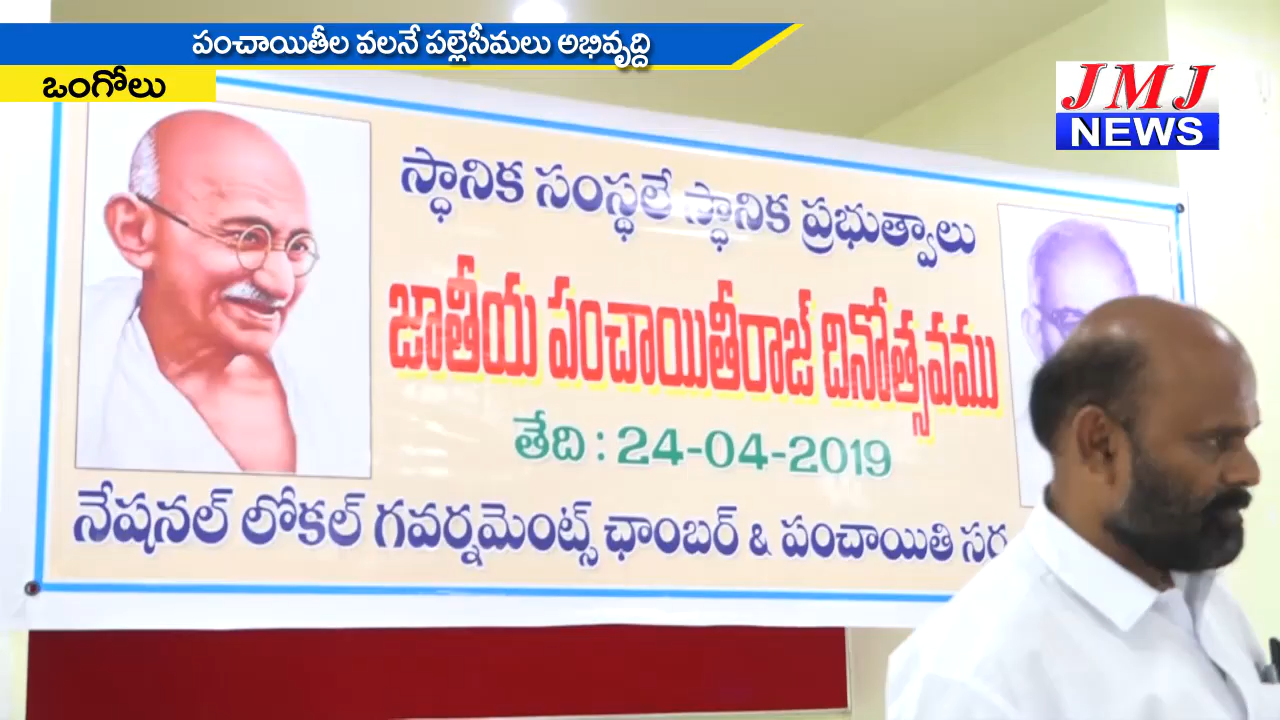 పంచాయితీల వలనే పల్లెసీమలు అభివృద్ది
ఒంగోలు
JMJ
NEWS
స్థానిక సంస్థలే స్థానిక ప్రభుత్వాలు
జాతీయ పంచాయితీరాజ్ దినోత్సవము
తేది : 24-04-2019
నేషనల్ లోకల్ గవర్నమెంట్స్ ఛాంబర్ & పంచాయితి